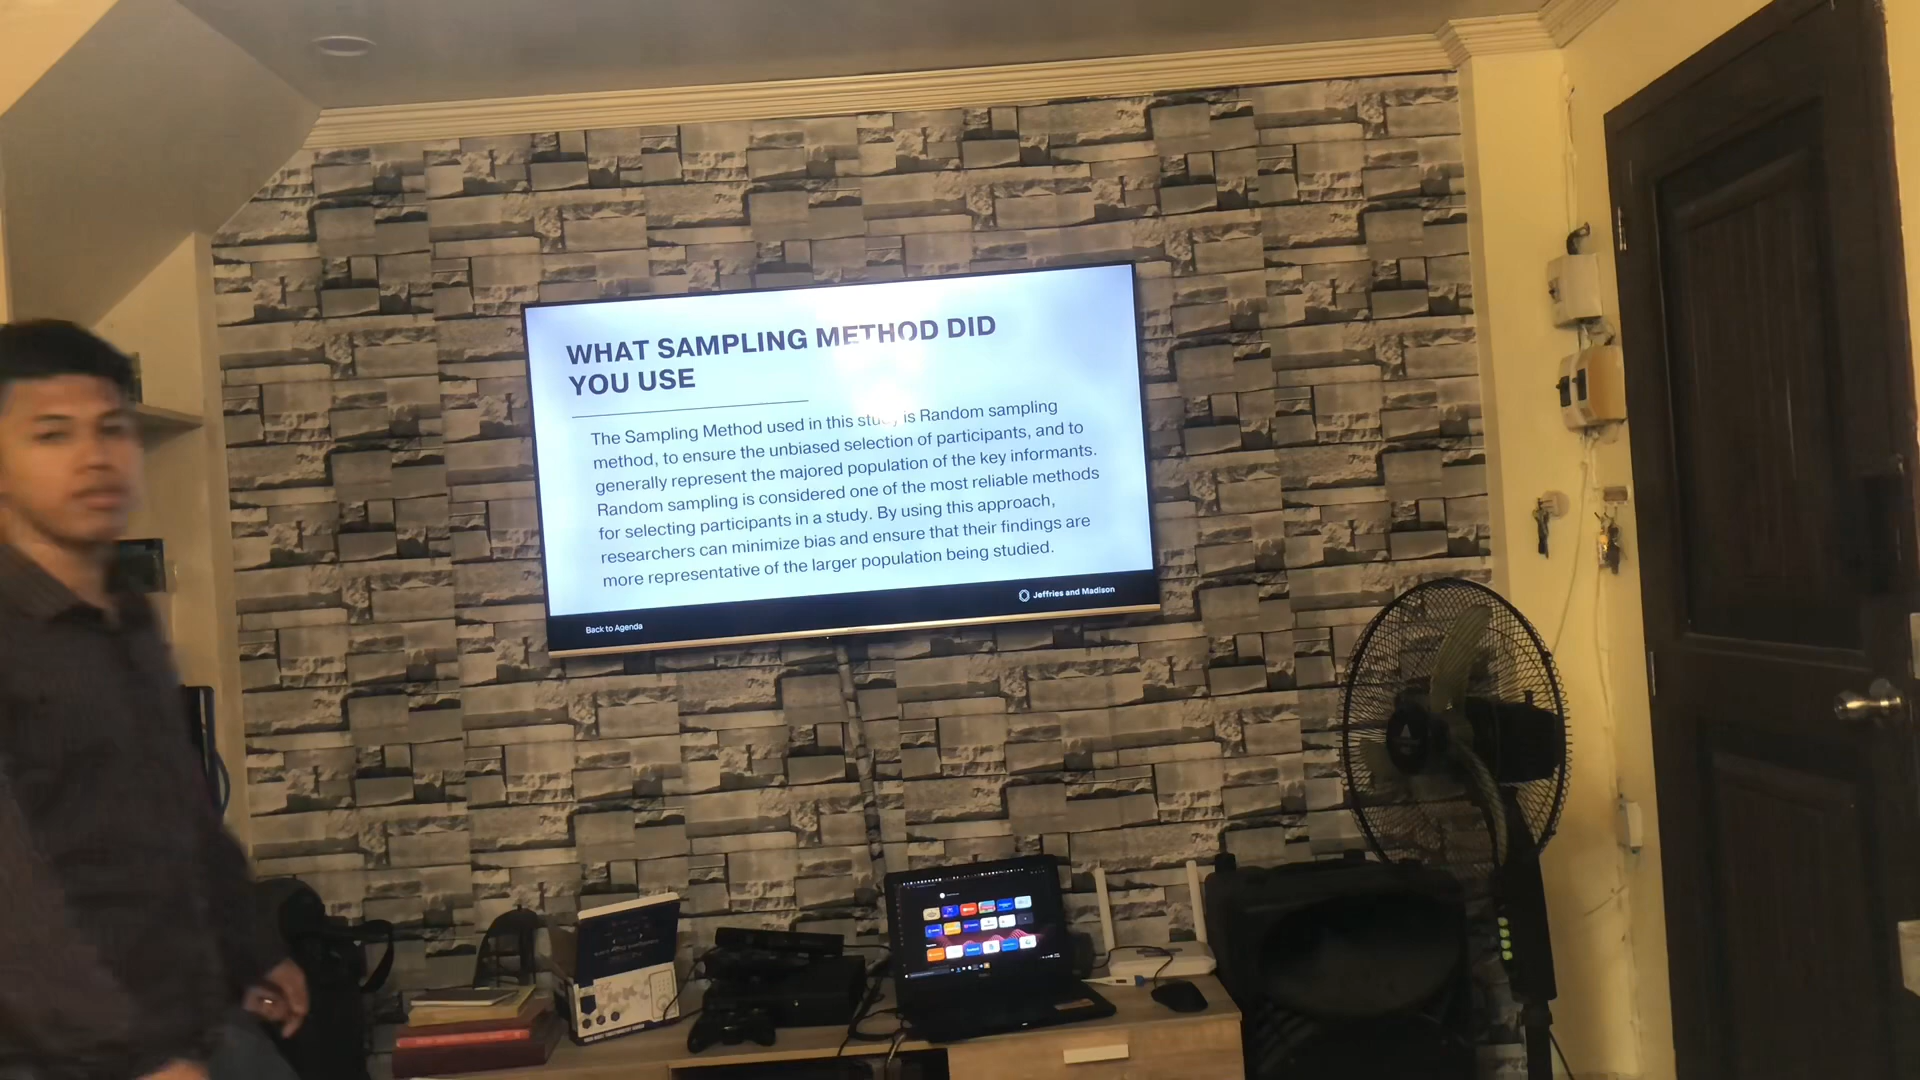 WHAT SAMPLING METHOD DID
YOU USE
The Sampling Method used in this study is Random sampling
method, to ensure the unbiased selection of participants, and to
generally represent the majored population of the key informants.
Random sampling is considered one of the most reliable methods
for selecting participants in a study. By using this approach,
researchers can minimize bias and ensure that their findings are
more representative of the larger population being studied.
Back to Agenda
Jeffries and Madison